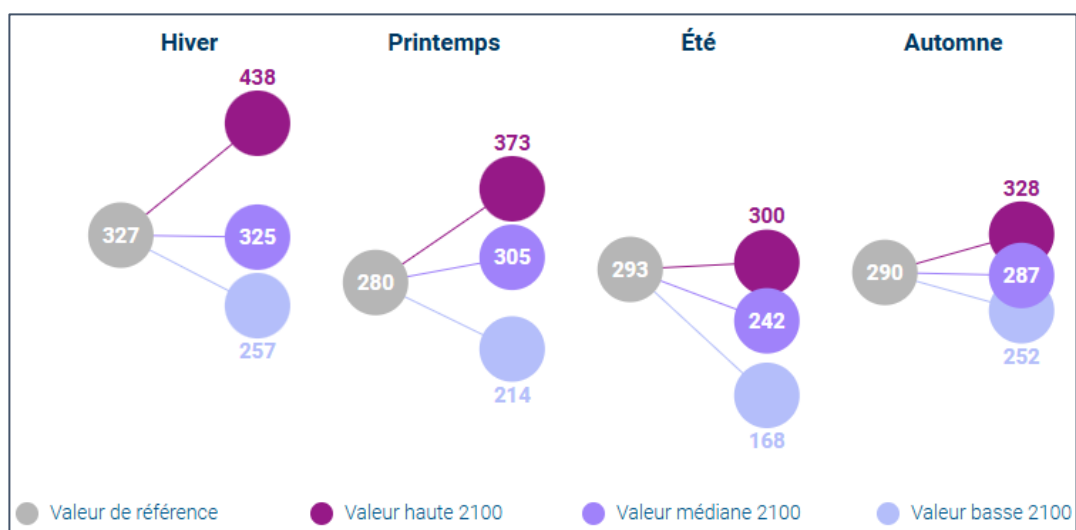 Hiver
Printemps
Été
Automne
438
327
325
257
373
280
305
214
300
293
242
168
328
290
287
252
Valeur de référence
Valeur haute 2100
Valeur médiane 2100
Valeur basse 2100